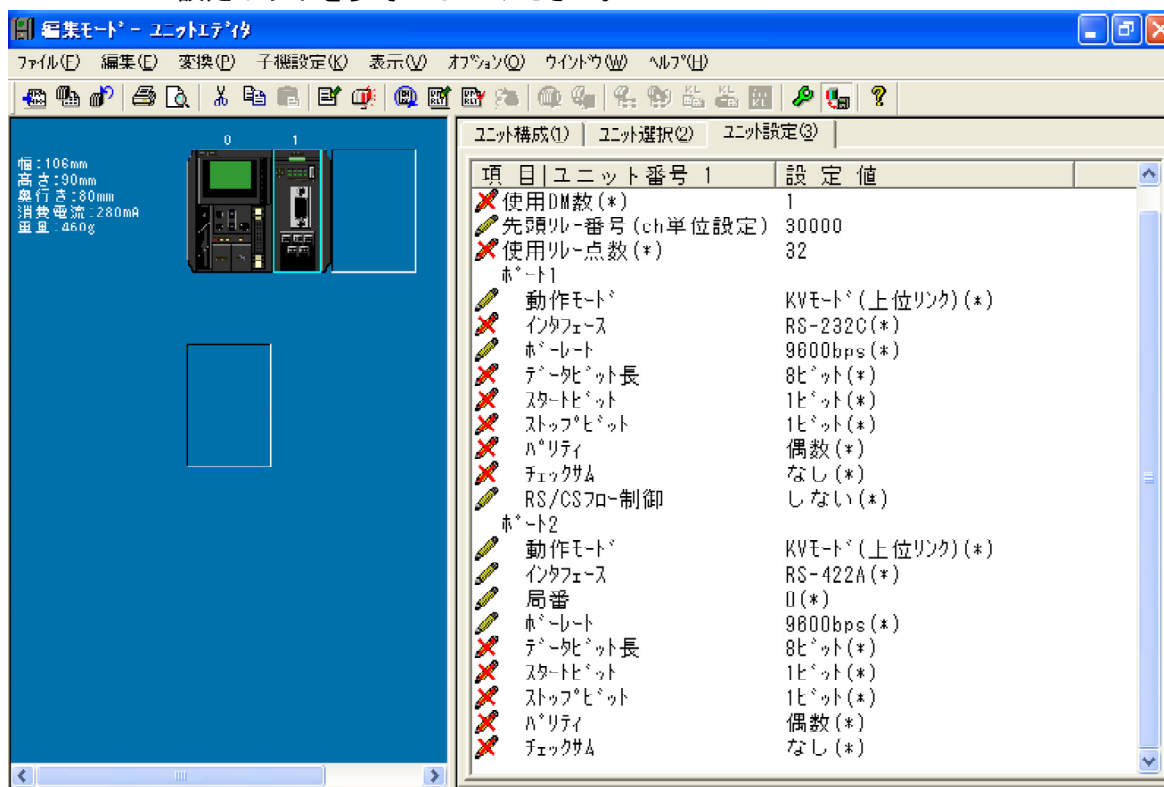 編集モード - ユニットエディタ
ファイル(F) 編集(E) 変換(P) 子機設定(K) 表示(V) オプション(O) ウインドウ(W) ヘルプ(H)
0 1
幅:106mm
高さ:90mm
奥行き:80mm
消費電流:280mA
重量:460g
ユニット構成(1) ユニット選択(2) ユニット設定(3)
項 目|ユニット番号 1 設 定 値
使用DM数(*) 1
先頭リレー番号(ch単位設定) 30000
使用リレー点数(*) 32
ポート1
動作モード KVモード(上位リンク)(*)
インタフェース RS-232C(*)
ボーレート 9600bps(*)
データビット長 8ビット(*)
スタートビット 1ビット(*)
ストップビット 1ビット(*)
パリティ 偶数(*)
チェックサム なし(*)
RS/CSフロー制御 しない(*)
ポート2
動作モード KVモード(上位リンク)(*)
インタフェース RS-422A(*)
局番 0(*)
ボーレート 9600bps(*)
データビット長 8ビット(*)
スタートビット 1ビット(*)
ストップビット 1ビット(*)
パリティ 偶数(*)
チェックサム なし(*)